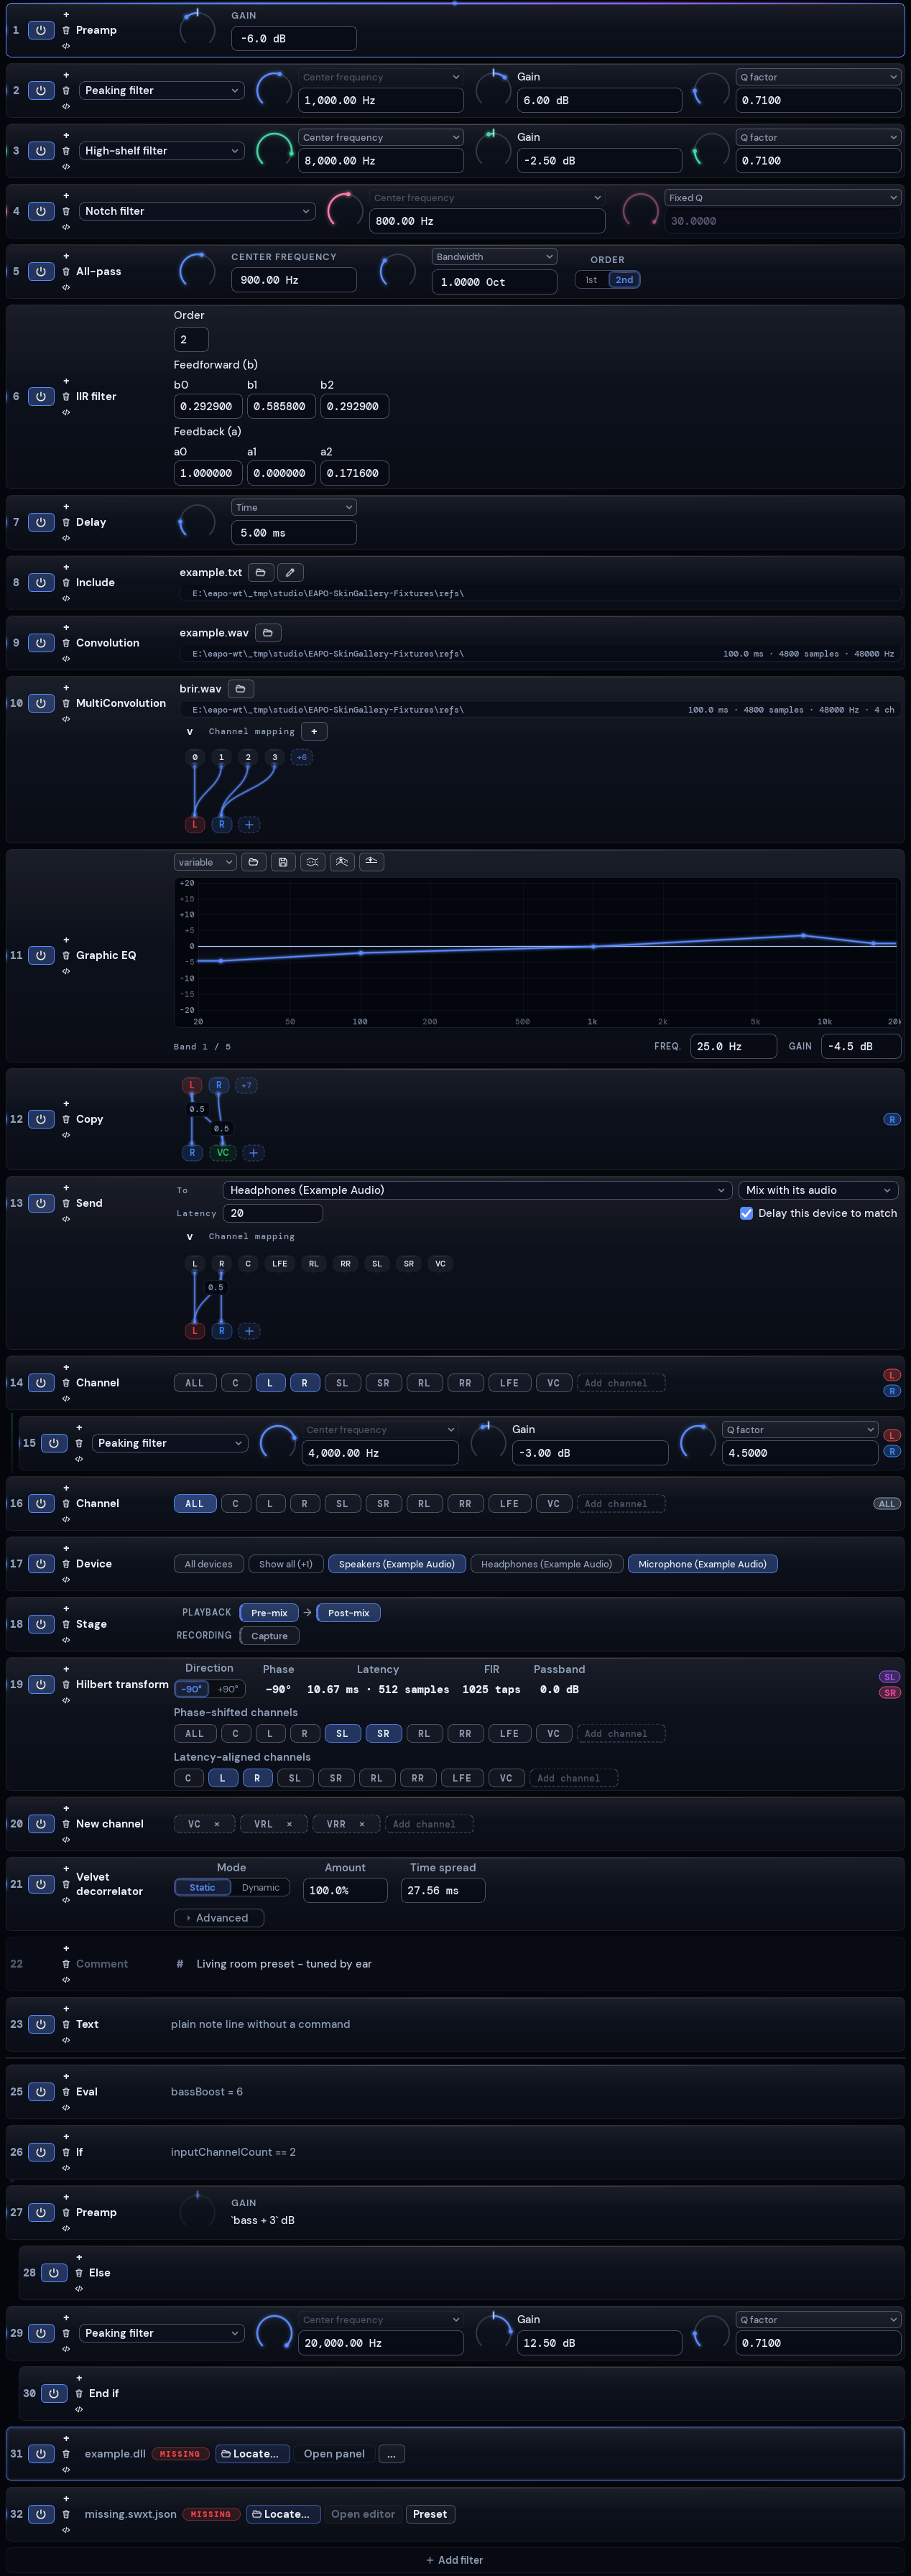 1 Preamp GAIN
-6.0 dB
2 Peaking filter Center frequency Gain Q factor
1,000.00 Hz 6.00 dB 0.7100
3 High-shelf filter Center frequency Gain Q factor
8,000.00 Hz -2.50 dB 0.7100
4 Notch filter Center frequency Fixed Q
800.00 Hz 30.0000
5 All-pass CENTER FREQUENCY Bandwidth ORDER
900.00 Hz 1.0000 Oct 1st 2nd
Order
2
Feedforward (b)
b0 b1 b2
6 IIR filter
0.292900 0.585800 0.292900
Feedback (a)
a0 a1 a2
1.000000 0.000000 0.171600
7 Delay Time
5.00 ms
8 Include example.txt
E:\eapo-wt\_tmp\studio\EAPO-SkinGallery-Fixtures\refs\
9 Convolution example.wav
E:\eapo-wt\_tmp\studio\EAPO-SkinGallery-Fixtures\refs\ 100.0 ms · 4800 samples · 48000 Hz
10 MultiConvolution brir.wav
E:\eapo-wt\_tmp\studio\EAPO-SkinGallery-Fixtures\refs\ 100.0 ms · 4800 samples · 48000 Hz · 4 ch
v Channel mapping +
0 1 2 3 +6
L R +
variable
+20
+15
+10
+5
0
11 Graphic EQ
-5
-10
-15
-20
20 50 100 200 500 1k 2k 5k 10k 20k
Band 1 / 5 FREQ. 25.0 Hz GAIN -4.5 dB
L R +7
0.5
12 Copy R
0.5
R VC +
13 Send To Headphones (Example Audio) Mix with its audio
Latency 20 Delay this device to match
v Channel mapping
L R C LFE RL RR SL SR VC
0.5
L R +
14 Channel ALL C L R SL SR RL RR LFE VC Add channel L R
15 Peaking filter Center frequency Gain Q factor L
4,000.00 Hz -3.00 dB 4.5000 R
16 Channel ALL C L R SL SR RL RR LFE VC Add channel ALL
17 Device All devices Show all (+1) Speakers (Example Audio) Headphones (Example Audio) Microphone (Example Audio)
18 Stage PLAYBACK Pre-mix → Post-mix
RECORDING Capture
Direction Phase Latency FIR Passband
19 Hilbert transform -90° +90° −90° 10.67 ms · 512 samples 1025 taps 0.0 dB SL SR
Phase-shifted channels
ALL C L R SL SR RL RR LFE VC Add channel
Latency-aligned channels
C L R SL SR RL RR LFE VC Add channel
20 New channel VC × VRL × VRR × Add channel
Mode Amount Time spread
21 Velvet decorrelator Static Dynamic 100.0% 27.56 ms
Advanced
22 Comment # Living room preset - tuned by ear
23 Text plain note line without a command
25 Eval bassBoost = 6
26 If inputChannelCount == 2
27 Preamp GAIN
`bass + 3` dB
28 Else
29 Peaking filter Center frequency Gain Q factor
20,000.00 Hz 12.50 dB 0.7100
30 End if
31 example.dll MISSING Locate... Open panel ...
32 missing.swxt.json MISSING Locate... Open editor Preset
+ Add filter